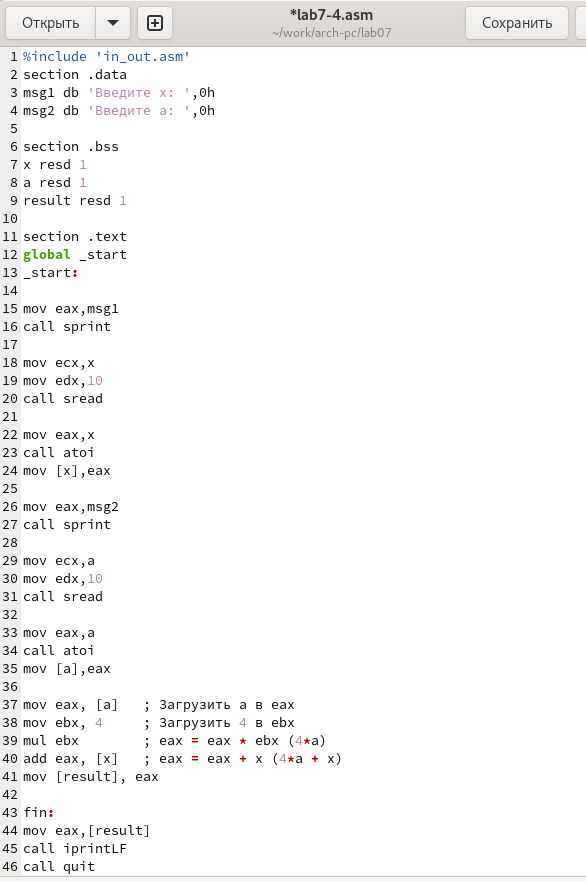 Открыть
*lab7-4.asm
~/work/arch-pc/lab07
Сохранить
1 %include 'in_out.asm'
2 section .data
3 msg1 db 'Введите x: ',0h
4 msg2 db 'Введите a: ',0h
5
6 section .bss
7 x resd 1
8 a resd 1
9 result resd 1
10
11 section .text
12 global _start
13 _start:
14
15 mov eax,msg1
16 call sprint
17
18 mov ecx,x
19 mov edx,10
20 call sread
21
22 mov eax,x
23 call atoi
24 mov [x],eax
25
26 mov eax,msg2
27 call sprint
28
29 mov ecx,a
30 mov edx,10
31 call sread
32
33 mov eax,a
34 call atoi
35 mov [a],eax
36
37 mov eax, [a]   ; Загрузить a в eax
38 mov ebx, 4     ; Загрузить 4 в ebx
39 mul ebx        ; eax = eax * ebx (4*a)
40 add eax, [x]   ; eax = eax + x (4*a + x)
41 mov [result], eax
42
43 fin:
44 mov eax,[result]
45 call iprintLF
46 call quit